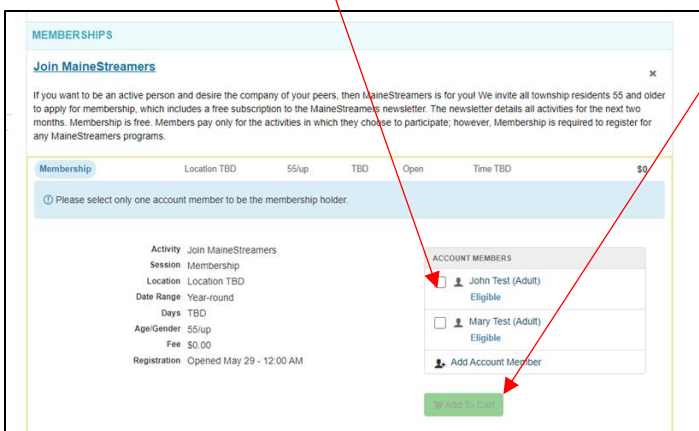 MEMBERSHIPS
Join MaineStreamers
×
If you want to be an active person and desire the company of your peers, then MaineStreamers is for you! We invite all township residents 55 and older
to apply for membership, which includes a free subscription to the MaineStreamers newsletter. The newsletter details all activities for the next two
months. Membership is free. Members pay only for the activities in which they choose to participate; however, Membership is required to register for
any MaineStreamers programs.
Membership Location TBD 55/up TBD Open Time TBD $0
Please select only one account member to be the membership holder.
Activity Join MaineStreamers
Session Membership
Location Location TBD
Date Range Year-round
Days TBD
Age/Gender 55/up
Fee $0.00
Registration Opened May 29 - 12:00 AM
ACCOUNT MEMBERS
John Test (Adult)
Eligible
Mary Test (Adult)
Eligible
Add Account Member
Add To Cart